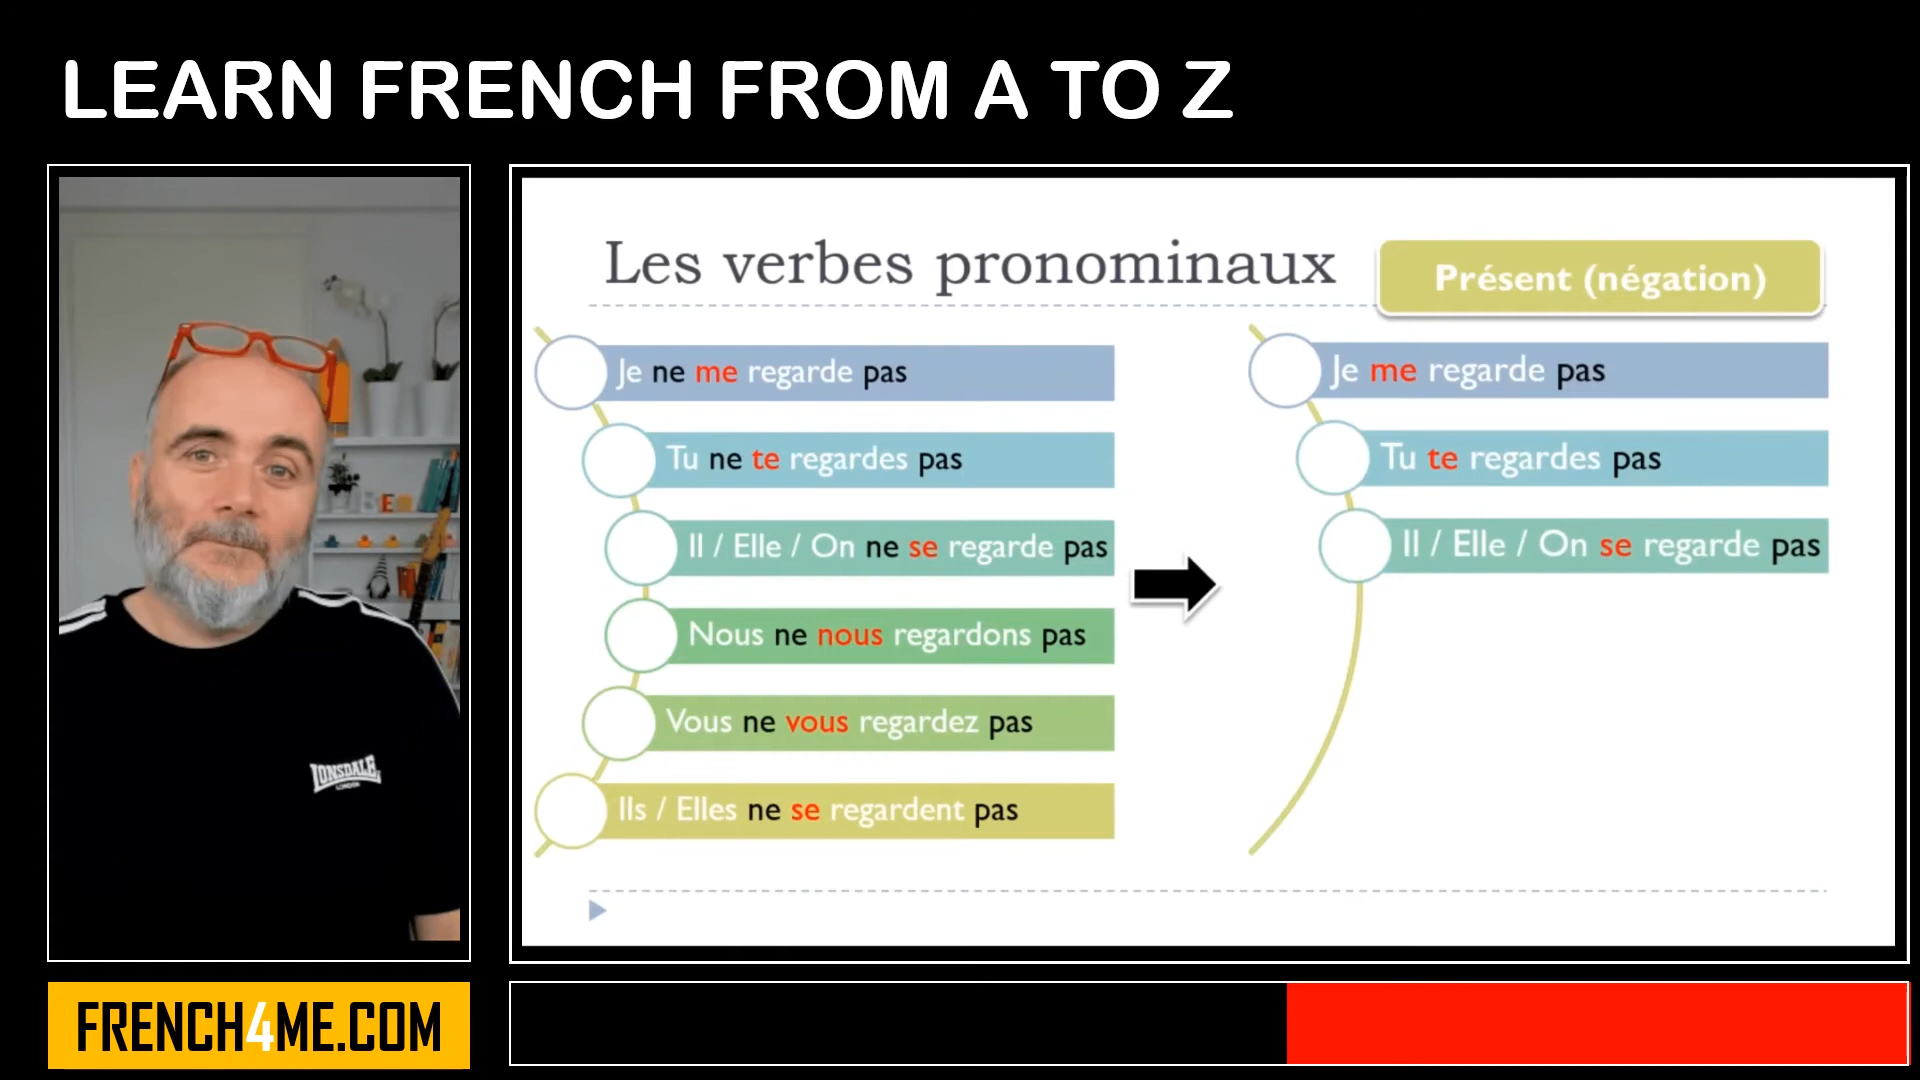 LEARN FRENCH FROM A TO Z
Les verbes pronominaux
Présent (négation)
Je ne me regarde pas
Tu ne te regardes pas
Il / Elle / On ne se regarde pas
Nous ne nous regardons pas
Vous ne vous regardez pas
Ils / Elles ne se regardent pas
Je me regarde pas
Tu te regardes pas
Il / Elle / On se regarde pas
LONSDALE
LONDON
FRENCH4ME.COM